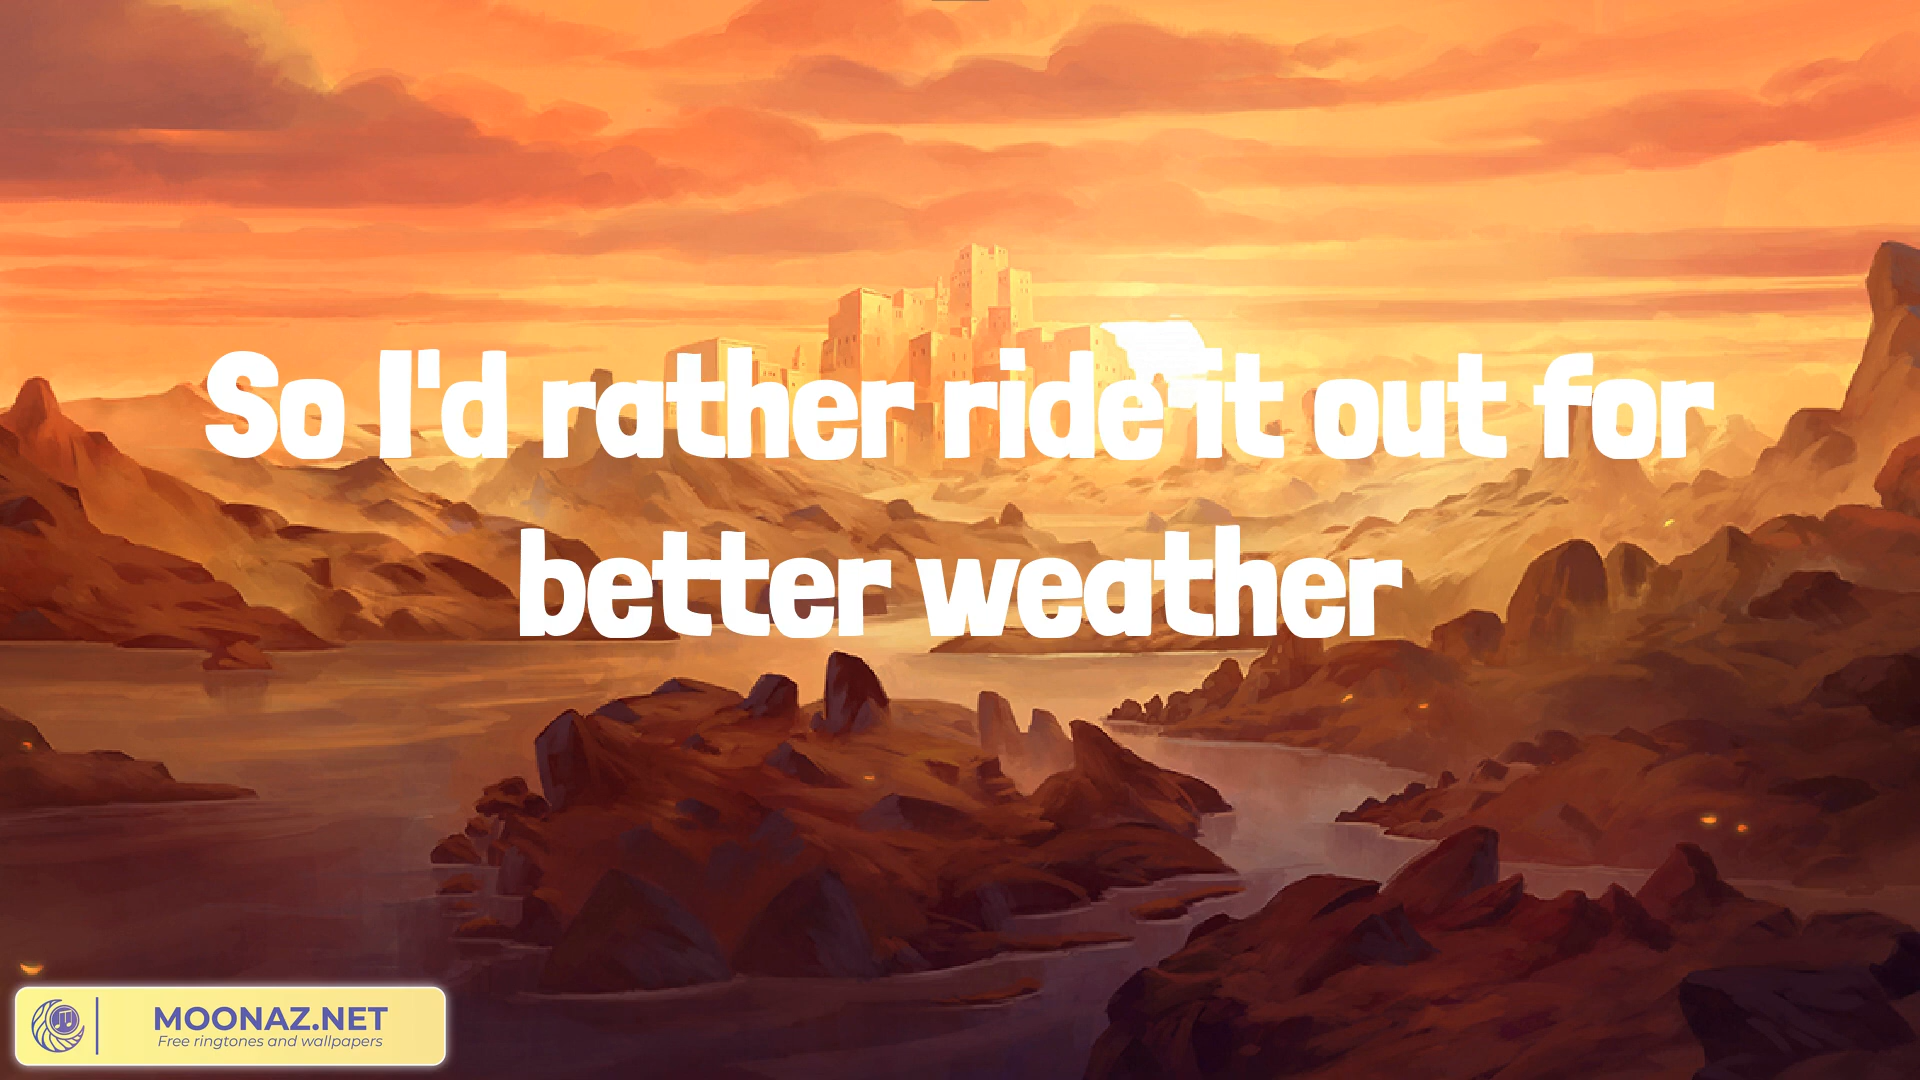 So I'd rather ride it out for
better weather
MOONAZ.NET
Free ringtones and wallpapers